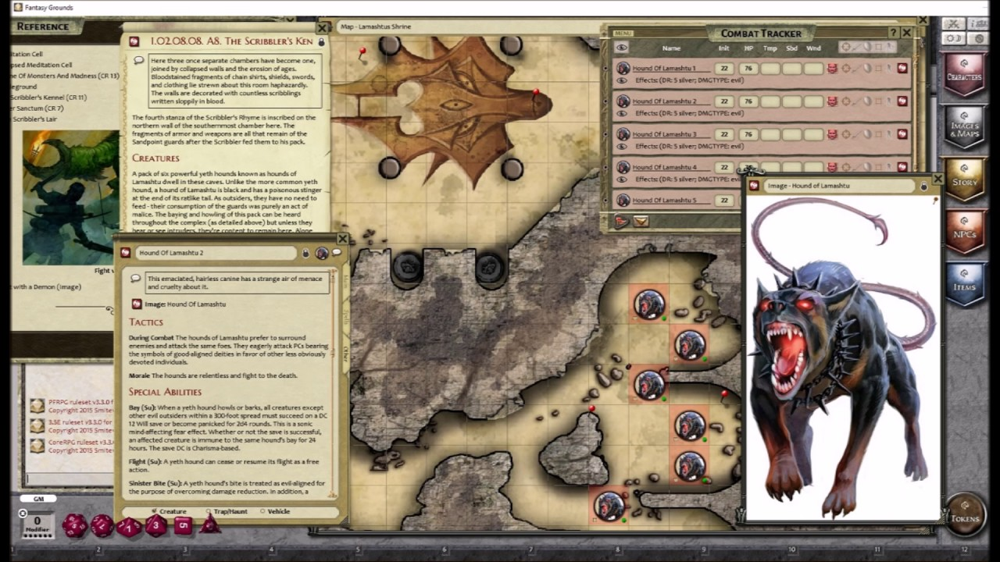 Fantasy Grounds
REFERENCE
itation Cell
psed Meditation Cell
ne Of Monsters And Madness (CR 13)
eground
Scribbler's Kennel (CR 11)
er Sanctum (CR 7)
Scribbler's Lair
Fight
with a Demon (Image)
1.02.08.08. A8. The Scribbler's Ken
Here three once separate chambers have become one,
joined by collapsed walls and the erosion of ages.
Bloodstained fragments of chain shirts, shields, swords,
and clothing lie strewn about this room haphazardly.
The walls are decorated with countless scribblings
written sloppily in blood.
The fourth stanza of the Scribbler's Rhyme is inscribed on the
northern wall of the southernmost chamber here. The
fragments of armor and weapons are all that remain of the
Sandpoint guards after the Scribbler fed them to his pack.
CREATURES
A pack of six powerful yeth hounds known as hounds of
Lamashtu dwell in these caves. Unlike the more common yeth
hound, a hound of Lamashtu is black and has a poisonous stinger
at the end of its ratlike tail. As outsiders, they have no need to
feed - their consumption of the guards was purely an act of
malice. The baying and howling of this pack can be heard
throughout the complex (as detailed above) but unless they
hear or see intruders, they're content to remain here. Alone
Hound Of Lamashtu 2
This emaciated, hairless canine has a strange air of menace
and cruelty about it.
Image: Hound Of Lamashtu
TACTICS
During Combat The hounds of Lamashtu prefer to surround
enemies and attack the same foes. They eagerly attack PCs bearing
the symbols of good-aligned deities in favor of other less obviously
devoted individuals.
Morale The hounds are relentless and fight to the death.
SPECIAL ABILITIES
Bay (Su): When a yeth hound howls or barks, all creatures except
other evil outsiders within a 300-foot spread must succeed on a DC
12 Will save or become panicked for 2d4 rounds. This is a sonic
mind-affecting fear effect. Whether or not the save is successful,
an affected creature is immune to the same hound's bay for 24
hours. The save DC is Charisma-based.
Flight (Su): A yeth hound can cease or resume its flight as a free
action.
Sinister Bite (Su): A yeth hound's bite is treated as evil-aligned for
the purpose of overcoming damage reduction. In addition, a
Creature Trap/Haunt Vehicle
Main
Spells
Other
PFRPG ruleset v3.3.0 f
Copyright 2015 Smitev
3.5E ruleset v3.3.0 for
Copyright 2015 Smitev
CoreRPG ruleset v3.3.
Copyright 2015 Smitev
GM
0
Modifier
Map - Lamashtus Shrine
MENU
COMBAT TRACKER
? X
Name Init HP Tmp Sbd Wnd
Hound Of Lamashtu 1 22 76
Effects: (DR: 5 silver; DMGTYPE: evil)
Hound Of Lamashtu 2 22 76
Effects: (DR: 5 silver; DMGTYPE: evil)
Hound Of Lamashtu 3 22 76
Effects: (DR: 5 silver; DMGTYPE: evil)
Hound Of Lamashtu 4 22
Effects: (DR: 5 silver; DMGTYPE: evi
Hound Of Lamashtu 5 22
Image - Hound of Lamashtu
CHARACTERS
IMAGES
& MAPS
STORY
NPCS
ITEMS
TOKENS
1 2 3 4 5 6 7 8 9 10 11 12